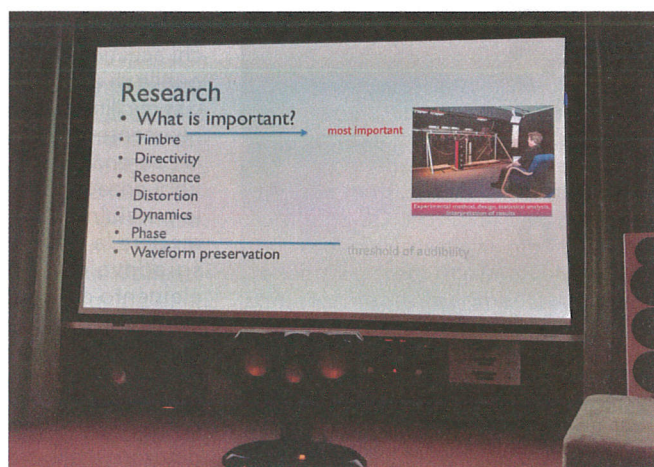 Research
• What is important?
most important
• Timbre
• Directivity
• Resonance
• Distortion
• Dynamics
• Phase
• Waveform preservation
threshold of audibility
Experimental method, design, statistical analysis,
interpretation of results